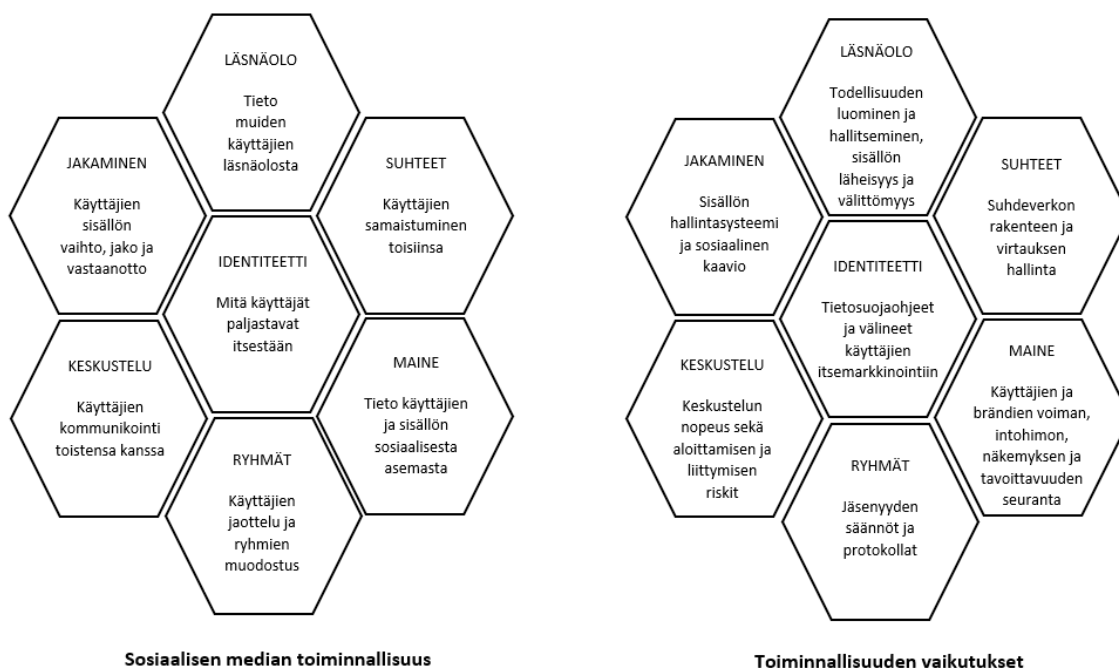 LÄSNÄOLO
Tieto
muiden
käyttäjien
läsnäolosta
JAKAMINEN
Käyttäjien
sisällön
vaihto, jako ja
vastaanotto
SUHTEET
Käyttäjien
samaistuminen
toisiinsa
IDENTITEETTI
Mitä käyttäjät
paljastavat
itsestään
KESKUSTELU
Käyttäjien
kommunikointi
toistensa kanssa
MAINE
Tieto käyttäjien
ja sisällön
sosiaalisesta
asemasta
RYHMÄT
Käyttäjien
jaottelu ja
ryhmien
muodostus
Sosiaalisen median toiminnallisuus
LÄSNÄOLO
Todellisuuden
luominen ja
hallitseminen,
sisällön
läheisyys ja
välittömyys
JAKAMINEN
Sisällön
hallintasysteemi
ja sosiaalinen
kaavio
SUHTEET
Suhdeverkon
rakenteen ja
virtauksen
hallinta
IDENTITEETTI
Tietosuojaohjeet
ja välineet
käyttäjien
itsemarkkinointiin
KESKUSTELU
Keskustelun
nopeus sekä
aloittamisen ja
liittymisen
riskit
MAINE
Käyttäjien ja
brändien voiman,
intohimon,
näkemyksen ja
tavoittavuuden
seuranta
RYHMÄT
Jäsenyyden
säännöt ja
protokollat
Toiminnallisuuden vaikutukset